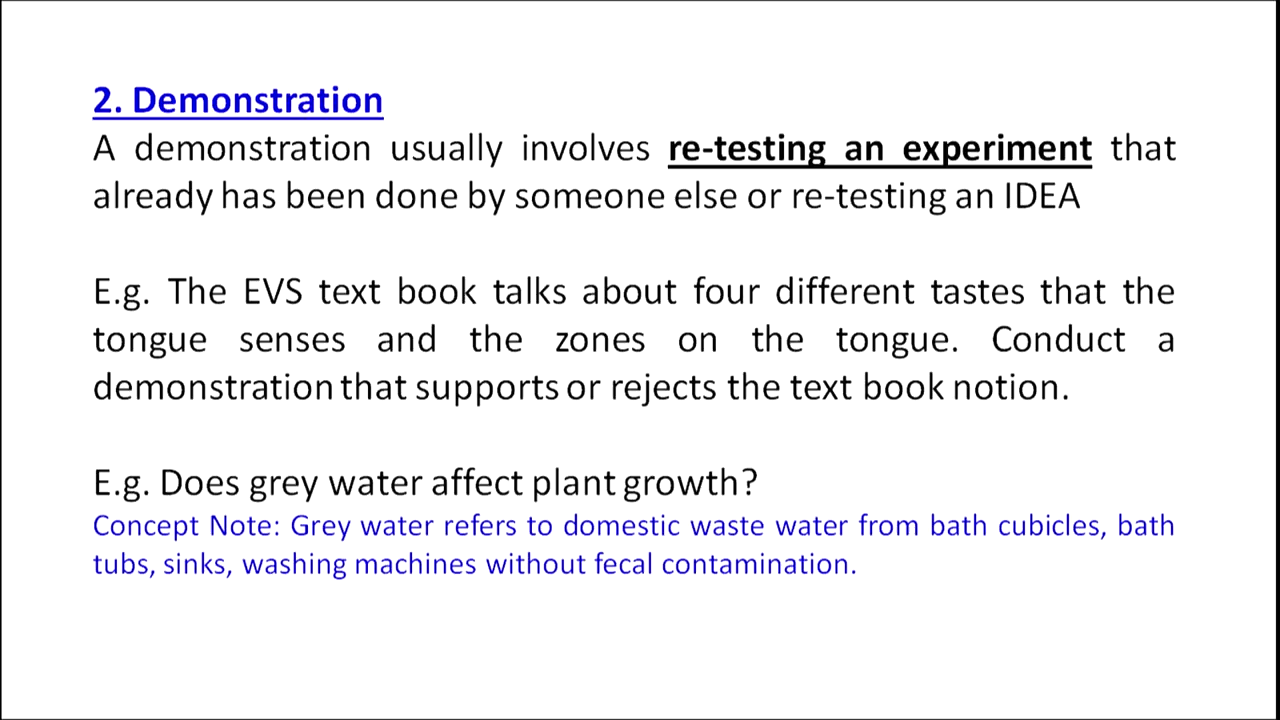 2. Demonstration
A demonstration usually involves re-testing an experiment that
already has been done by someone else or re-testing an IDEA
E.g. The EVS text book talks about four different tastes that the
tongue senses and the zones on the tongue. Conduct a
demonstration that supports or rejects the text book notion.
E.g. Does grey water affect plant growth?
Concept Note: Grey water refers to domestic waste water from bath cubicles, bath
tubs, sinks, washing machines without fecal contamination.